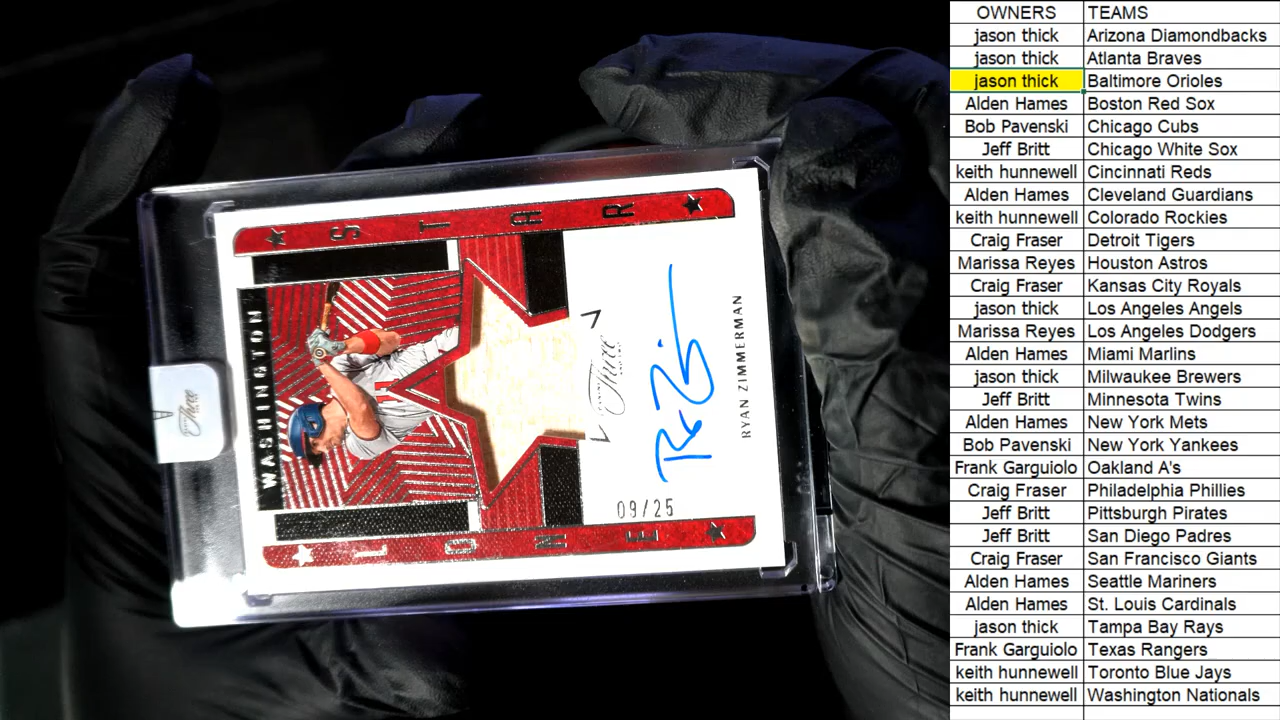 WASHINGTON
STAR
LONE
Three
Three
09/25
RYAN ZIMMERMAN
OWNERS TEAMS
jason thick Arizona Diamondbacks
jason thick Atlanta Braves
jason thick Baltimore Orioles
Alden Hames Boston Red Sox
Bob Pavenski Chicago Cubs
Jeff Britt Chicago White Sox
keith hunnewell Cincinnati Reds
Alden Hames Cleveland Guardians
keith hunnewell Colorado Rockies
Craig Fraser Detroit Tigers
Marissa Reyes Houston Astros
Craig Fraser Kansas City Royals
jason thick Los Angeles Angels
Marissa Reyes Los Angeles Dodgers
Alden Hames Miami Marlins
jason thick Milwaukee Brewers
Jeff Britt Minnesota Twins
Alden Hames New York Mets
Bob Pavenski New York Yankees
Frank Garguiolo Oakland A's
Craig Fraser Philadelphia Phillies
Jeff Britt Pittsburgh Pirates
Jeff Britt San Diego Padres
Craig Fraser San Francisco Giants
Alden Hames Seattle Mariners
Alden Hames St. Louis Cardinals
jason thick Tampa Bay Rays
Frank Garguiolo Texas Rangers
keith hunnewell Toronto Blue Jays
keith hunnewell Washington Nationals